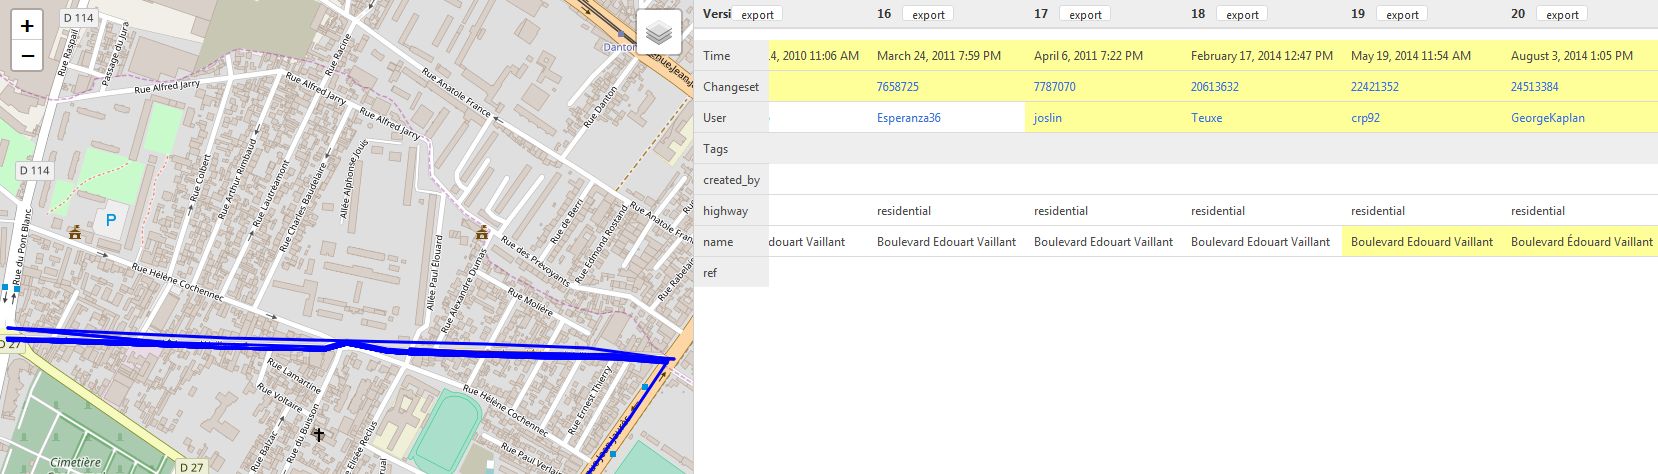 +
−
D 114
Rue Raspail
Passage du Jura
Rue Racine
Danton
Rue Anatole France
Rue Alfred Jarry
Rue Alfred Jarry
Rue Alfred Jarry
Rue Danton
D 114
Rue Colbert
Rue Arthur Rimbaud
Rue Lautréamont
Rue Charles Baudelaire
Allée Alphonse Jouis
P
Rue du Pont Blanc
Rue de Berri
Rue Edmond Rostand
Rue Anatole Fran
Rue des Prévoyants
Rue Rabelais
Rue Hélène Cochennec
Allée Paul Éluard
Rue Alexandre Dumas
Rue Molière
D 27
Rue Lamartine
Rue Voltaire
Rue Hélène Cochennec
Rue Ernest Thierry
Rue Balzac
Rue du Buisson
Elisée Reclus
Rue Paul Verlain
Cimetière
D 27
Versi export 16 export 17 export 18 export 19 export 20 export
Time 4, 2010 11:06 AM March 24, 2011 7:59 PM April 6, 2011 7:22 PM February 17, 2014 12:47 PM May 19, 2014 11:54 AM August 3, 2014 1:05 PM
Changeset 7658725 7787070 20613632 22421352 24513384
User Esperanza36 joslin Teuxe crp92 GeorgeKaplan
Tags
created_by
highway residential residential residential residential residential
name douart Vaillant Boulevard Edouart Vaillant Boulevard Edouart Vaillant Boulevard Edouart Vaillant Boulevard Edouard Vaillant Boulevard Édouard Vaillant
ref